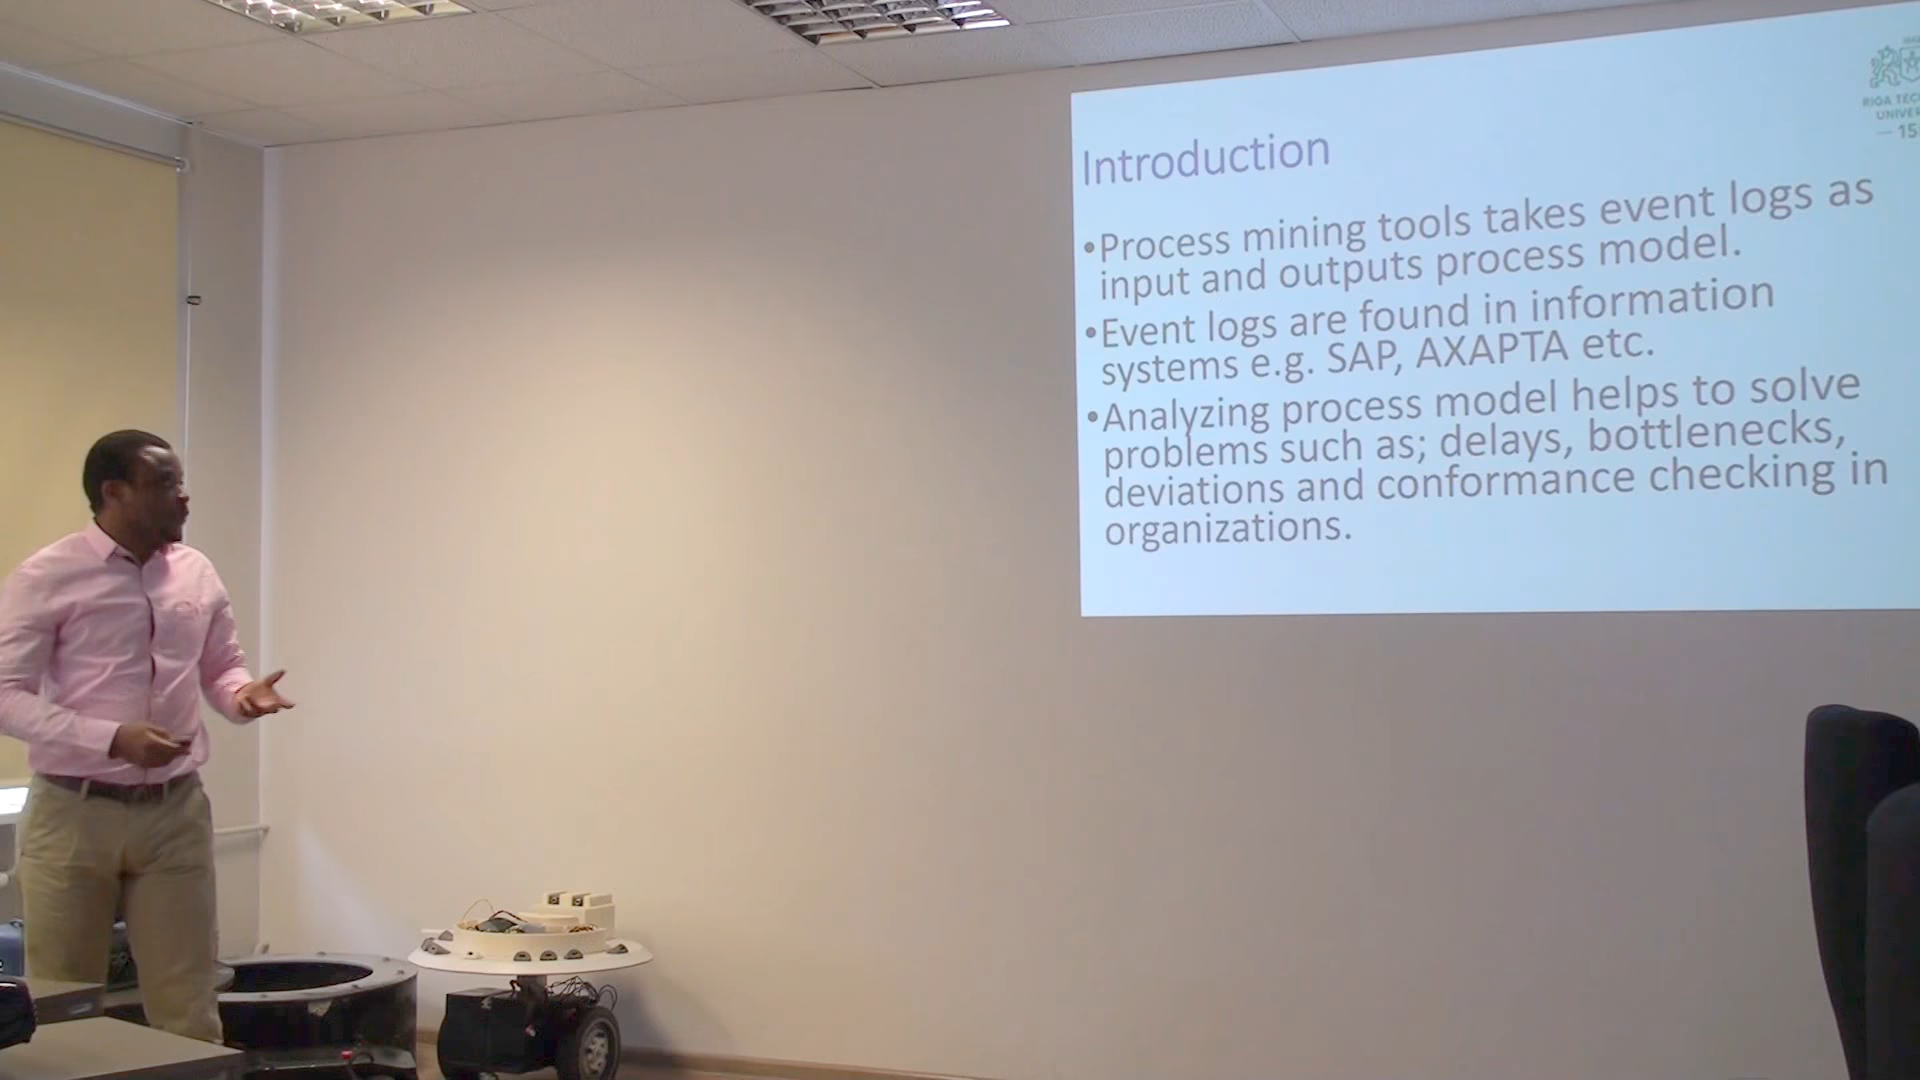 Introduction
•Process mining tools takes event logs as
input and outputs process model.
•Event logs are found in information
systems e.g. SAP, AXAPTA etc.
•Analyzing process model helps to solve
problems such as; delays, bottlenecks,
deviations and conformance checking in
organizations.
RIGA